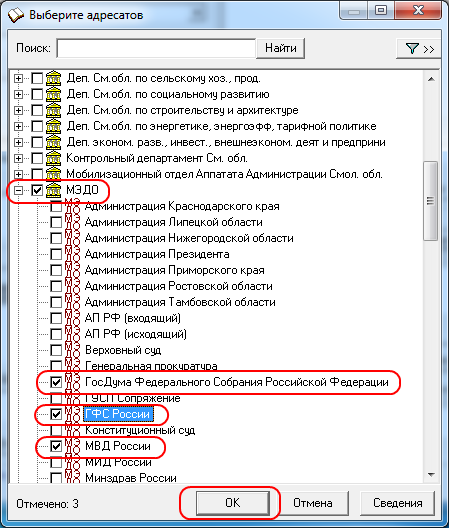 Выберите адресатов
Поиск: Найти >>
Деп. См.обл. по сельскому хоз., прод.
Деп. См.обл. по социальному развитию
Деп. См.обл. по строительству и архитектуре
Деп. См.обл. по энергетике, энергоэфф, тарифной политике
Деп. эконом. разв., инвест., внешнеэконом. деят и предприни
Контрольный департамент См. обл.
Мобилизационный отдел Аппатата Администрации Смол. обл.
МЭДО
Администрация Краснодарского края
Администрация Липецкой области
Администрация Нижегородской области
Администрация Президента
Администрация Приморского края
Администрация Ростовской области
Администрация Тамбовской области
АП РФ (входящий)
АП РФ (исходящий)
Верховный суд
Генеральная прокуратура
ГосДума Федерального Собрания Российской Федерации
ГУСП Сопряжение
ГФС России
Конституционный суд
МВД России
МИД России
Минздрав России
Отмечено: 3 OK Отмена Сведения